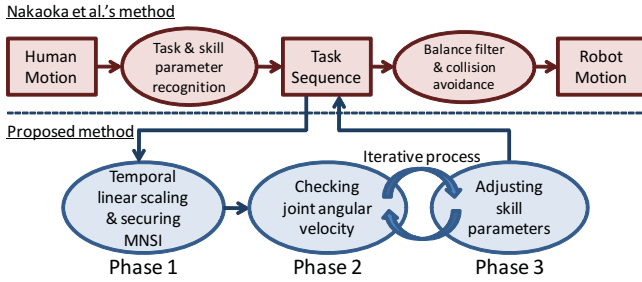 Nakaoka et al.'s method
Human
Motion
Task & skill
parameter
recognition
Task
Sequence
Balance filter
& collision
avoidance
Robot
Motion
Proposed method
Temporal
linear scaling
& securing
MNSI
Checking
joint angular
velocity
Iterative process
Adjusting
skill
parameters
Phase 1
Phase 2
Phase 3